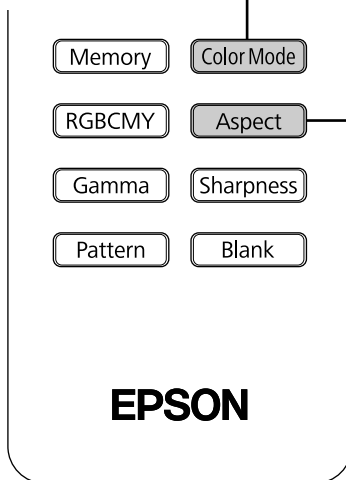 Memory Color Mode
RGBCMY Aspect
Gamma Sharpness
Pattern Blank
EPSON